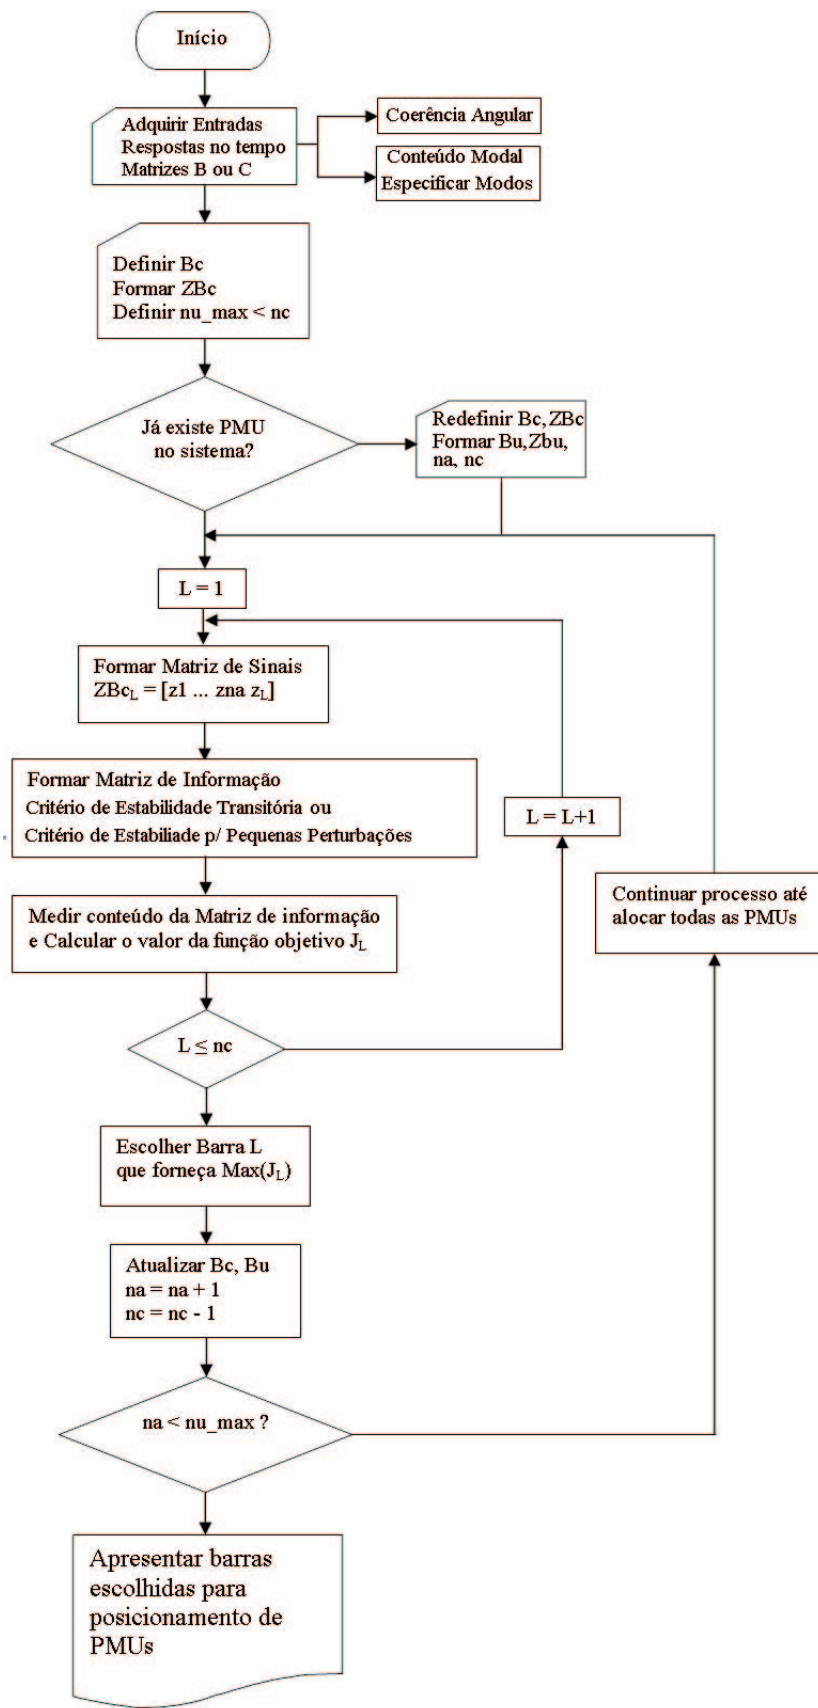 Início
Adquirir Entradas
Respostas no tempo
Matrizes B ou C
Coerência Angular
Conteúdo Modal
Especificar Modos
Definir Bc
Formar ZBc
Definir nu_max < nc
Já existe PMU
no sistema?
Redefinir Bc, ZBc
Formar Bu, Zbu,
na, nc
L = 1
Formar Matriz de Sinais
ZBc_L = [z1 ... zna z_L]
Formar Matriz de Informação
Critério de Estabilidade Transitória ou
Critério de Estabiliade p/ Pequenas Perturbações
L = L+1
Medir conteúdo da Matriz de informação
e Calcular o valor da função objetivo J_L
Continuar processo até
alocar todas as PMUs
L ≤ nc
Escolher Barra L
que forneça Max(J_L)
Atualizar Bc, Bu
na = na + 1
nc = nc - 1
na < nu_max ?
Apresentar barras
escolhidas para
posicionamento de
PMUs